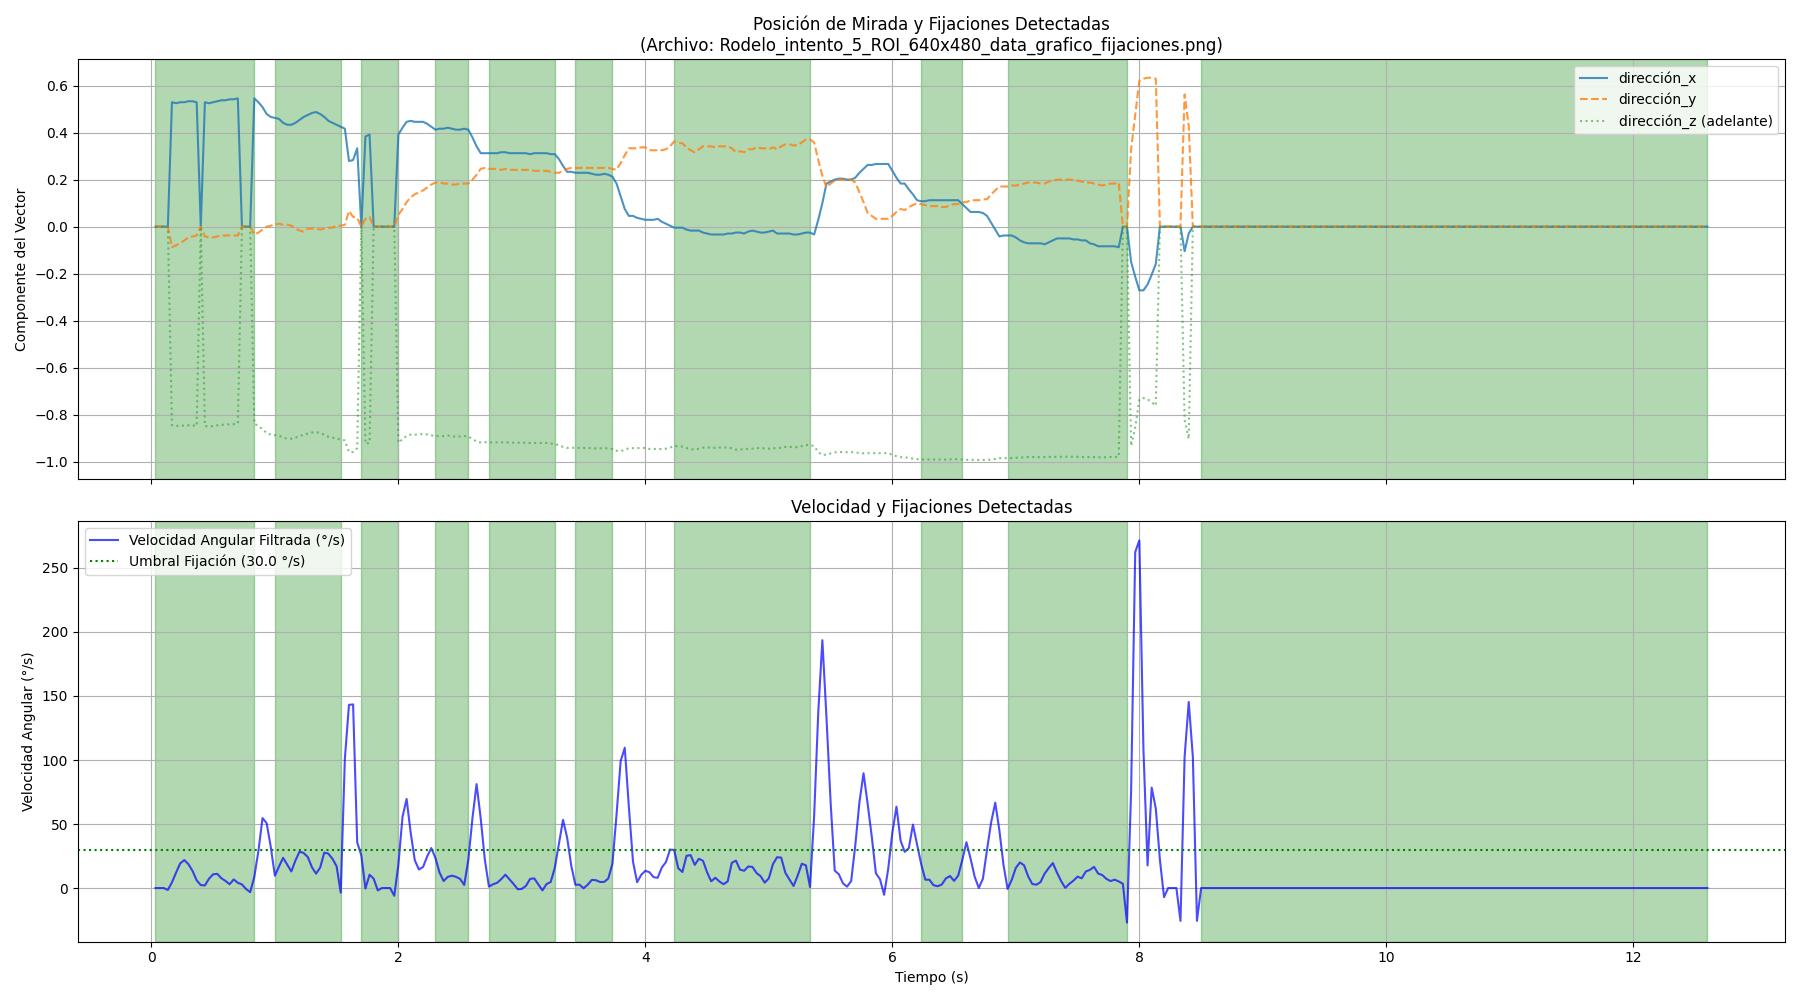 Posición de Mirada y Fijaciones Detectadas
(Archivo: Rodelo_intento_5_ROI_640x480_data_grafico_fijaciones.png)
dirección_x
dirección_y
dirección_z (adelante)
Componente del Vector
0.6
0.4
0.2
0.0
−0.2
−0.4
−0.6
−0.8
−1.0
Velocidad y Fijaciones Detectadas
Velocidad Angular Filtrada (°/s)
Umbral Fijación (30.0 °/s)
Velocidad Angular (°/s)
250
200
150
100
50
0
0 2 4 6 8 10 12
Tiempo (s)